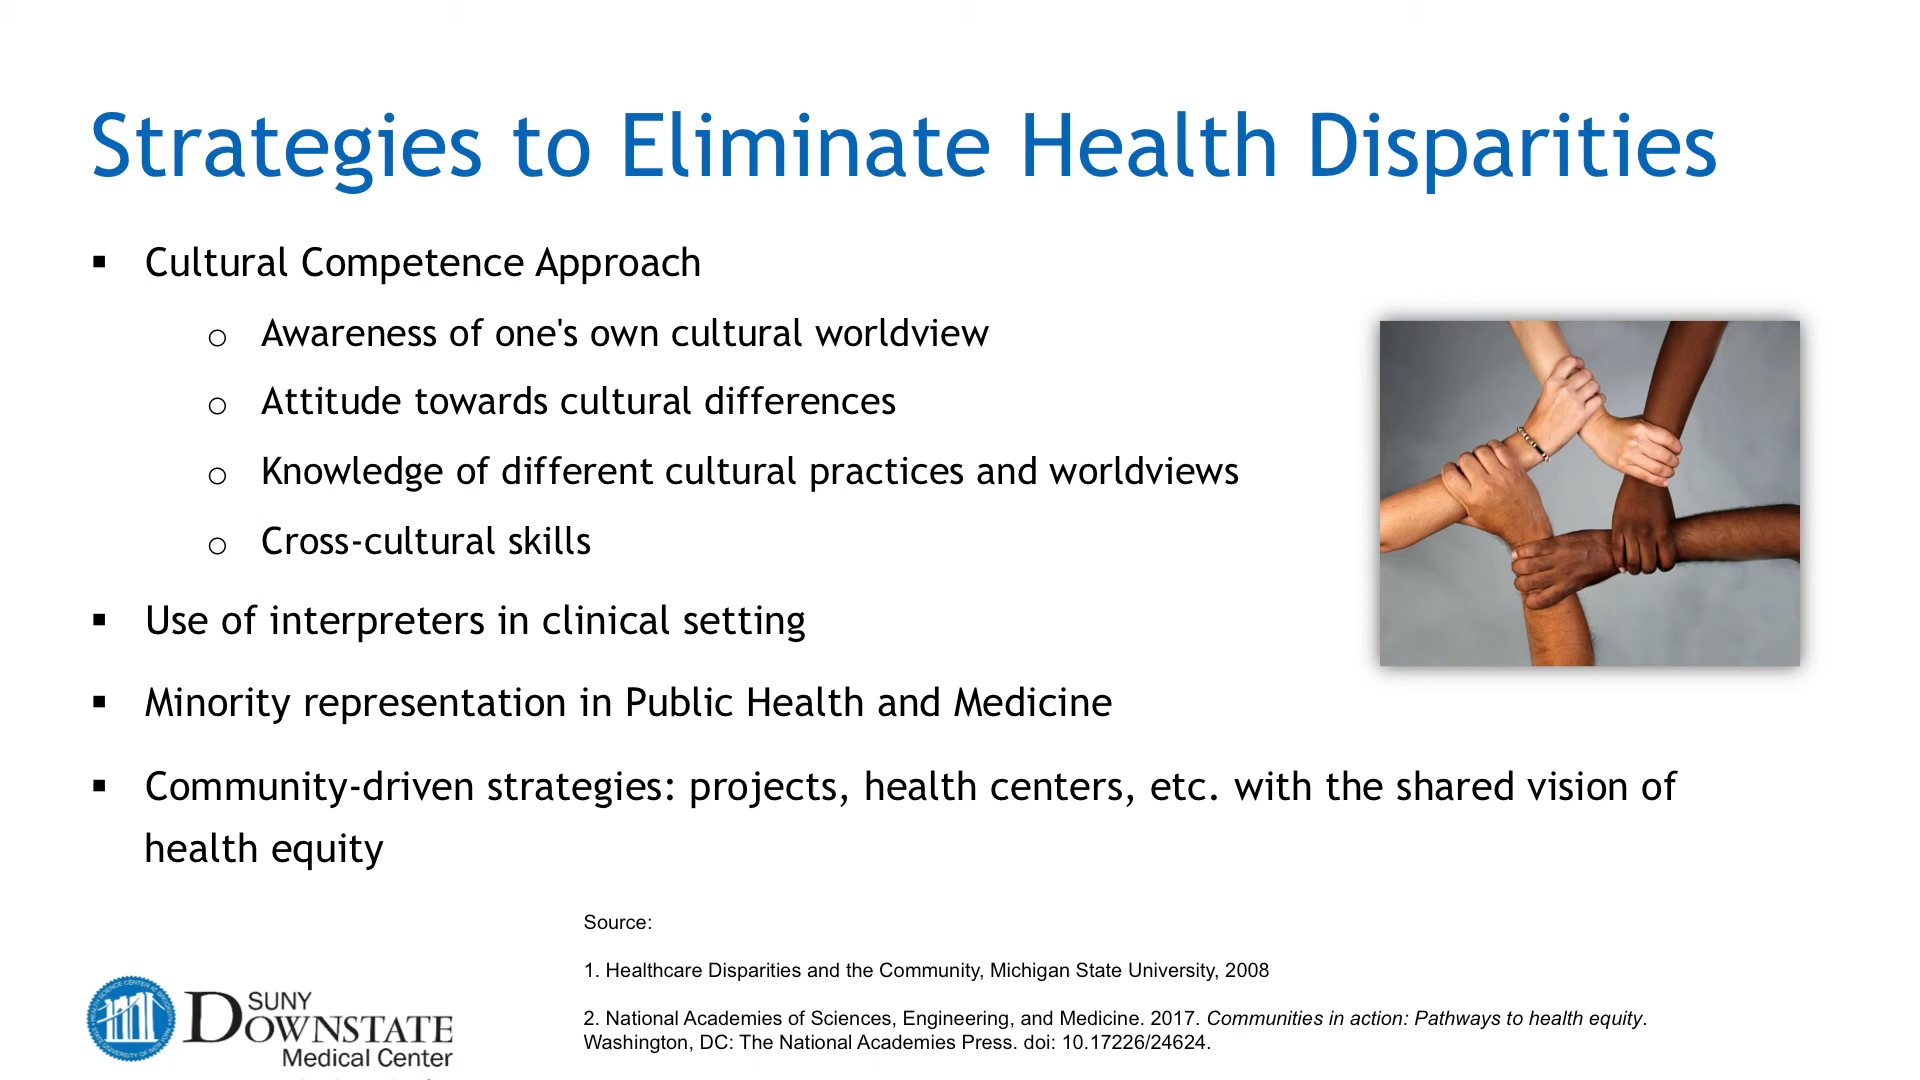 Strategies to Eliminate Health Disparities
▪ Cultural Competence Approach
o Awareness of one's own cultural worldview
o Attitude towards cultural differences
o Knowledge of different cultural practices and worldviews
o Cross-cultural skills
▪ Use of interpreters in clinical setting
▪ Minority representation in Public Health and Medicine
▪ Community-driven strategies: projects, health centers, etc. with the shared vision of
health equity
Source:
1. Healthcare Disparities and the Community, Michigan State University, 2008
2. National Academies of Sciences, Engineering, and Medicine. 2017. Communities in action: Pathways to health equity.
Washington, DC: The National Academies Press. doi: 10.17226/24624.
SUNY
DOWNSTATE
Medical Center